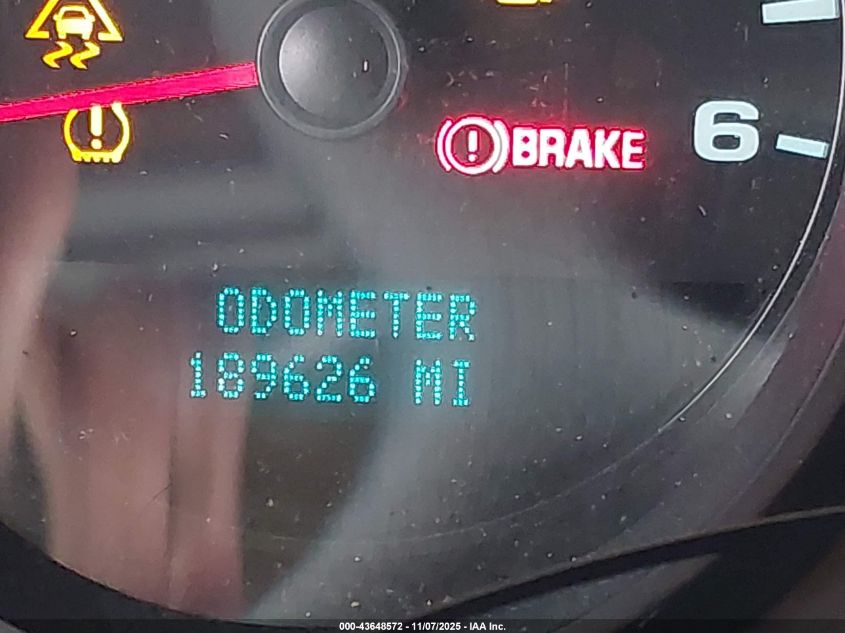 BRAKE 6
ODOMETER
189626 MI
000-43648572 - 11/07/2025 - IAA Inc.